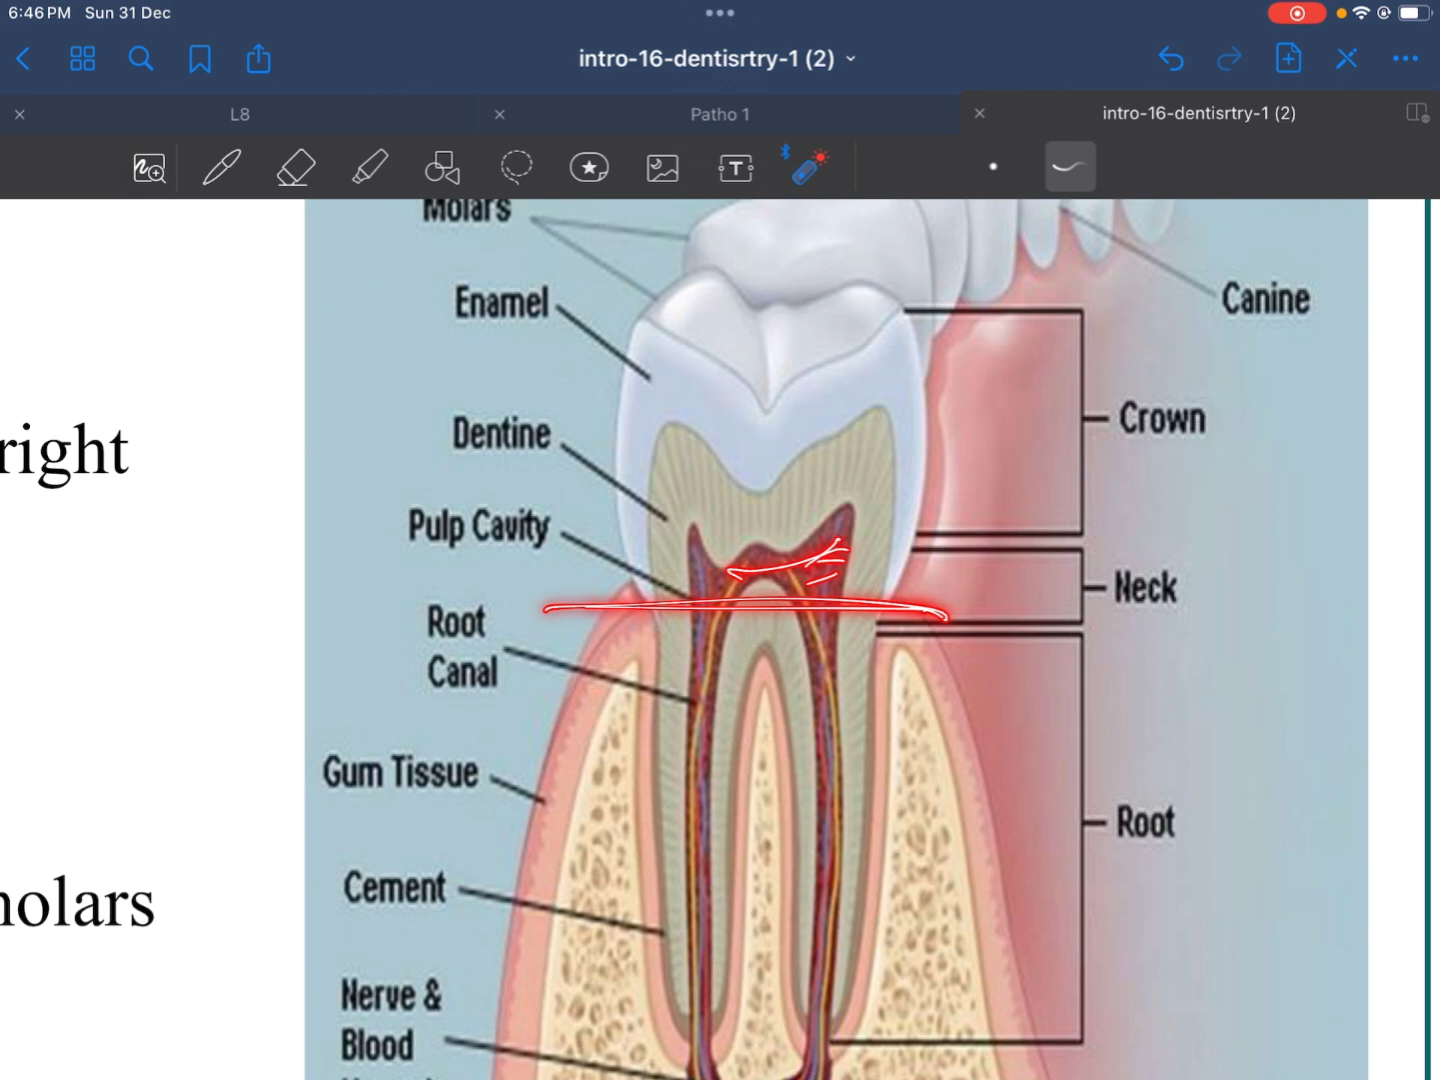 6:46 PM Sun 31 Dec
intro-16-dentisrtry-1 (2)
L8
Patho 1
intro-16-dentisrtry-1 (2)
T
Molars
Enamel
Canine
Dentine
Crown
right
Pulp Cavity
Neck
Root
Canal
Gum Tissue
Root
Cement
nolars
Nerve &
Blood